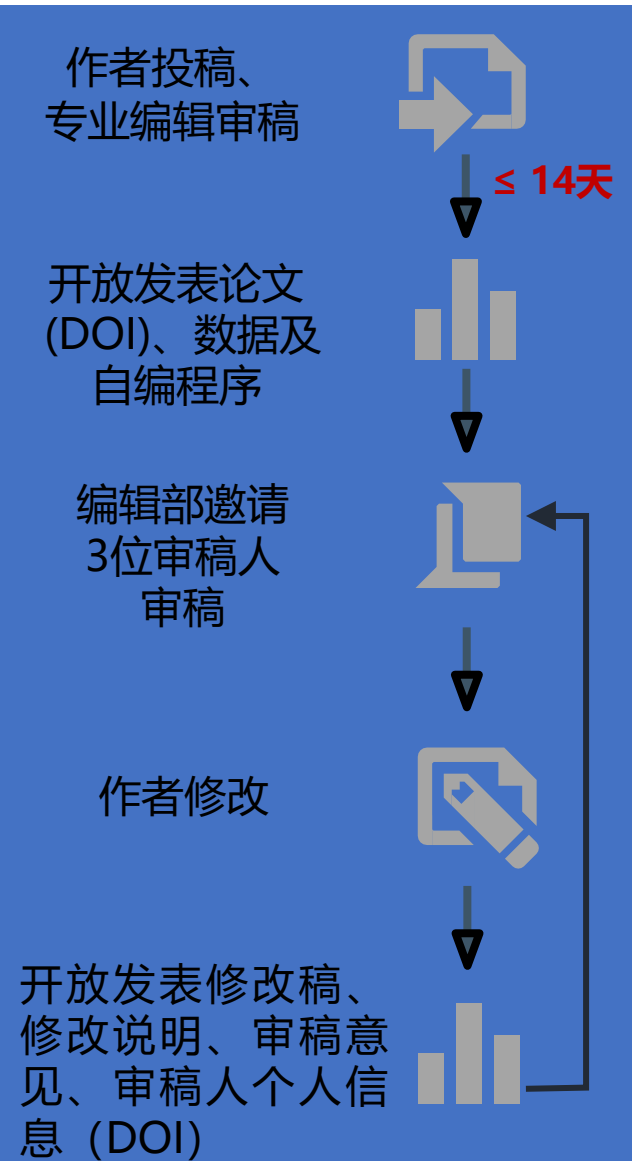 作者投稿、
专业编辑审稿
≤ 14天
开放发表论文
(DOI)、数据及
自编程序
编辑部邀请
3位审稿人
审稿
作者修改
开放发表修改稿、
修改说明、审稿意
见、审稿人个人信
息（DOI）